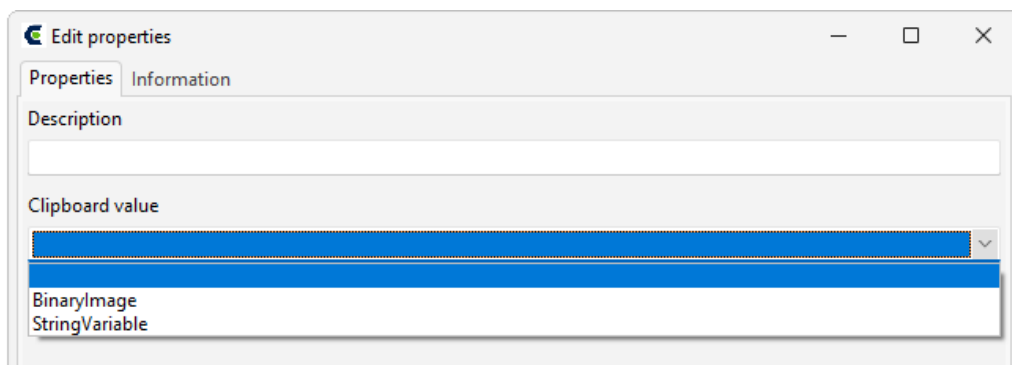 Edit properties
Properties Information
Description
Clipboard value
BinaryImage
StringVariable